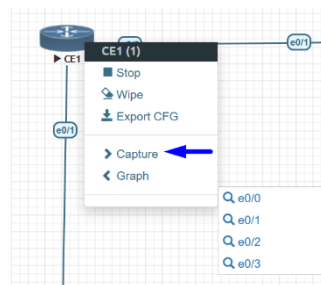 CE1 (1)
e0/1
CE1
Stop
Wipe
Export CFG
e0/1
Capture
Graph
e0/0
e0/1
e0/2
e0/3